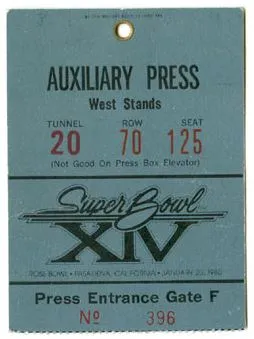 AUXILIARY PRESS
West Stands
TUNNEL ROW SEAT
20 70 125
(Not Good On Press Box Elevator)
Super Bowl
XIV
ROSE BOWL • PASADENA, CALIFORNIA • JANUARY 20, 1980
Press Entrance Gate F
Nº 396